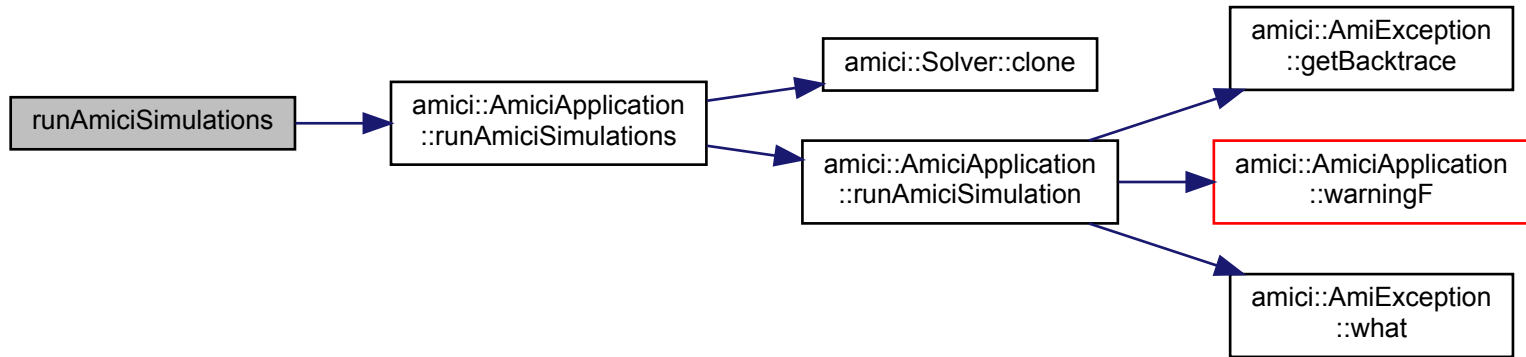 runAmiciSimulations
amici::AmiciApplication
::runAmiciSimulations
amici::Solver::clone
amici::AmiciApplication
::runAmiciSimulation
amici::AmiException
::getBacktrace
amici::AmiciApplication
::warningF
amici::AmiException
::what